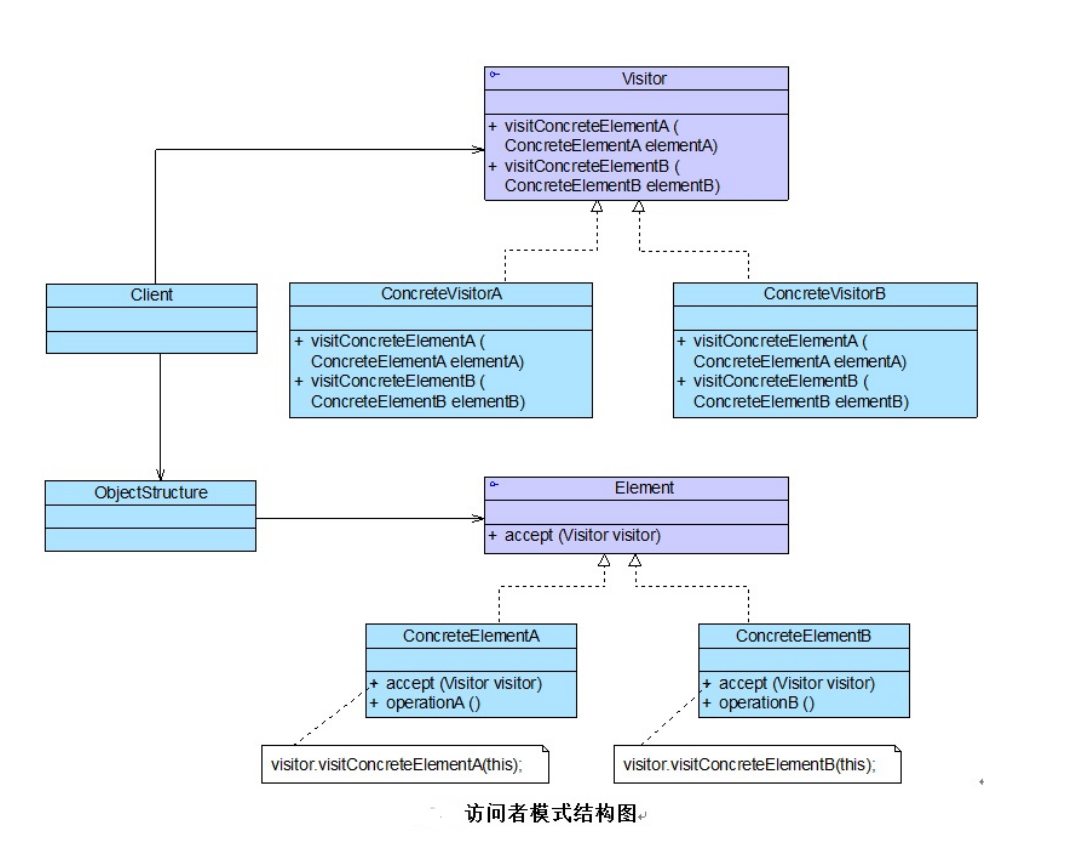 Visitor
+ visitConcreteElementA (
ConcreteElementA elementA)
+ visitConcreteElementB (
ConcreteElementB elementB)
Client
ConcreteVisitorA
+ visitConcreteElementA (
ConcreteElementA elementA)
+ visitConcreteElementB (
ConcreteElementB elementB)
ConcreteVisitorB
+ visitConcreteElementA (
ConcreteElementA elementA)
+ visitConcreteElementB (
ConcreteElementB elementB)
ObjectStructure
Element
+ accept (Visitor visitor)
ConcreteElementA
+ accept (Visitor visitor)
+ operationA ()
ConcreteElementB
+ accept (Visitor visitor)
+ operationB ()
visitor.visitConcreteElementA(this);
visitor.visitConcreteElementB(this);
访问者模式结构图